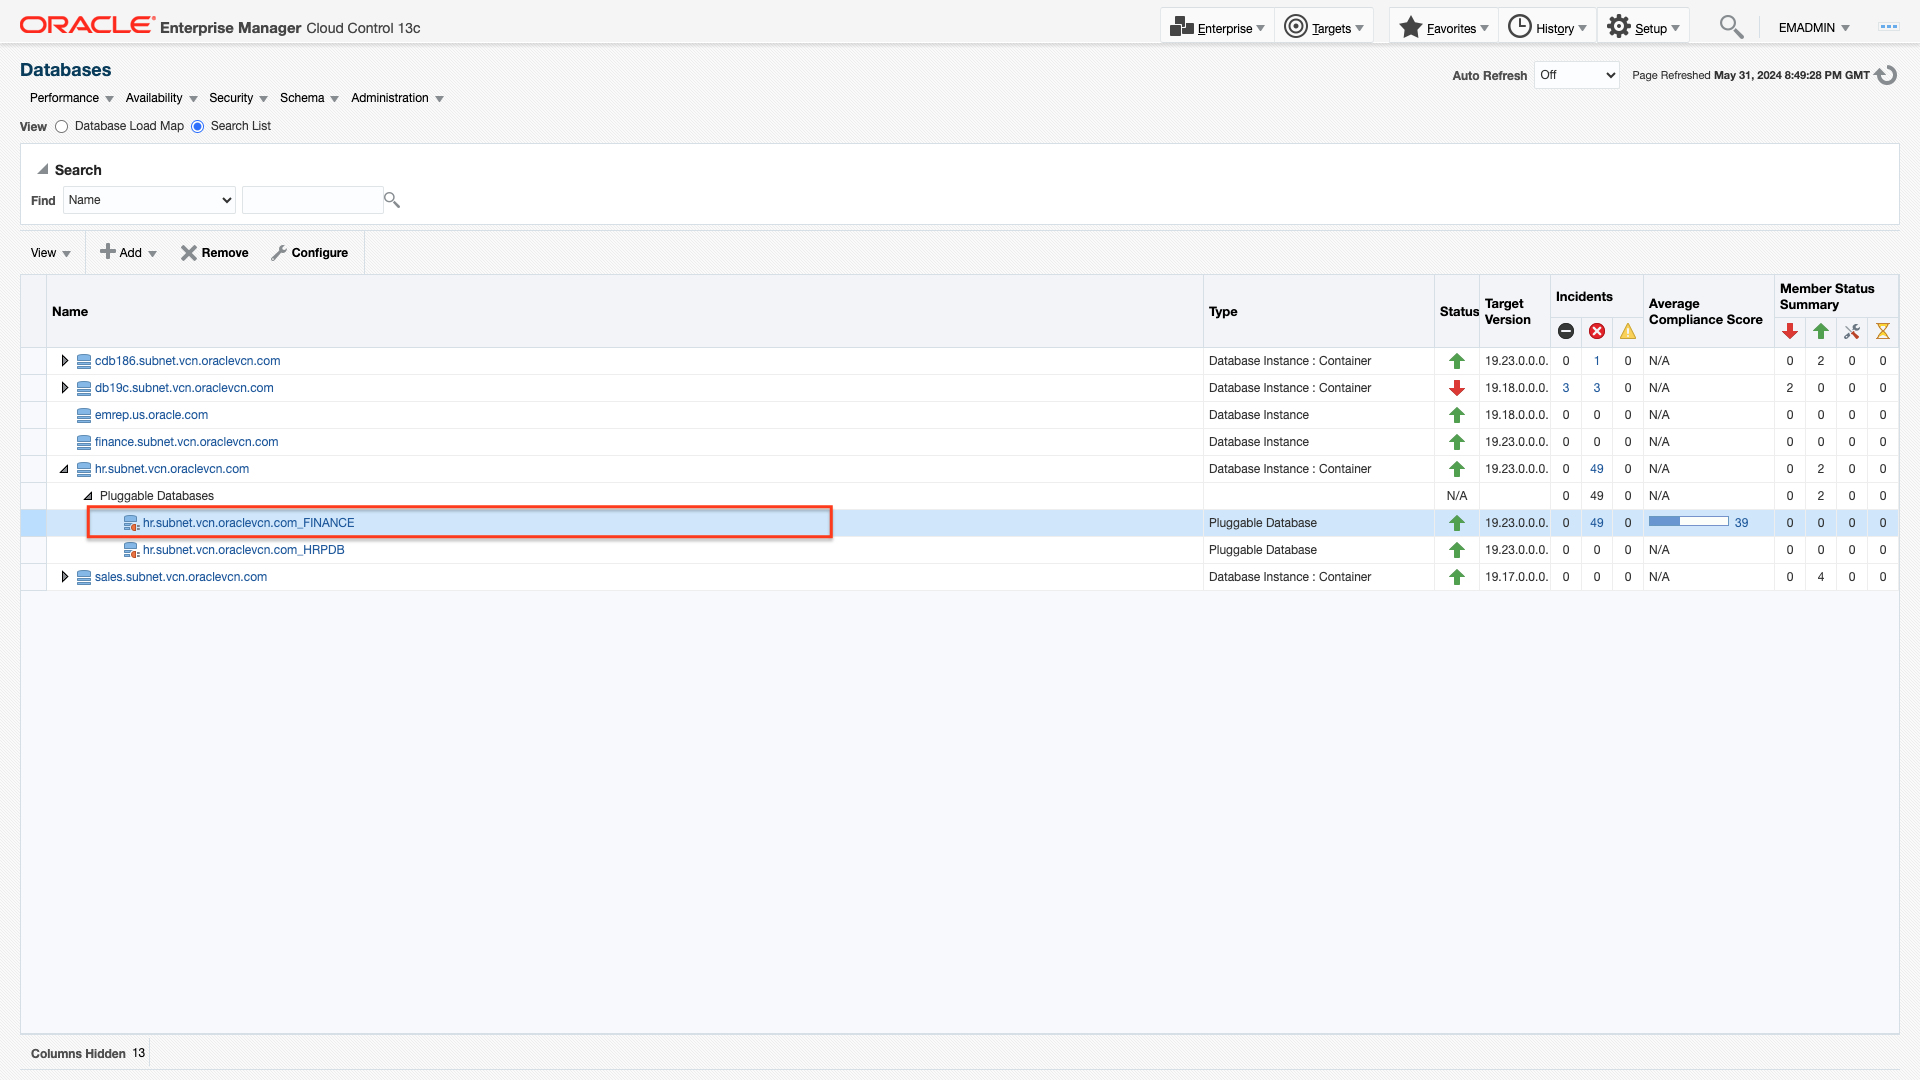 ORACLE Enterprise Manager Cloud Control 13c
Enterprise Targets Favorites History Setup EMADMIN
Databases
Auto Refresh Off Page Refreshed May 31, 2024 8:49:28 PM GMT
Performance Availability Security Schema Administration
View Database Load Map Search List
Search
Find Name
View Add Remove Configure
Name Type Status Target Version Incidents Average Compliance Score Member Status Summary
cdb186.subnet.vcn.oraclevcn.com Database Instance : Container 19.23.0.0.0. 0 1 0 N/A 0 2 0 0
db19c.subnet.vcn.oraclevcn.com Database Instance : Container 19.18.0.0.0. 3 3 0 N/A 2 0 0 0
emrep.us.oracle.com Database Instance 19.18.0.0.0. 0 0 0 N/A 0 0 0 0
finance.subnet.vcn.oraclevcn.com Database Instance 19.23.0.0.0. 0 0 0 N/A 0 0 0 0
hr.subnet.vcn.oraclevcn.com Database Instance : Container 19.23.0.0.0. 0 49 0 N/A 0 2 0 0
Pluggable Databases N/A 0 49 0 N/A 0 2 0 0
hr.subnet.vcn.oraclevcn.com_FINANCE Pluggable Database 19.23.0.0.0. 0 49 0 39 0 0 0 0
hr.subnet.vcn.oraclevcn.com_HRPDB Pluggable Database 19.23.0.0.0. 0 0 0 N/A 0 0 0 0
sales.subnet.vcn.oraclevcn.com Database Instance : Container 19.17.0.0.0. 0 0 0 N/A 0 4 0 0
Columns Hidden 13